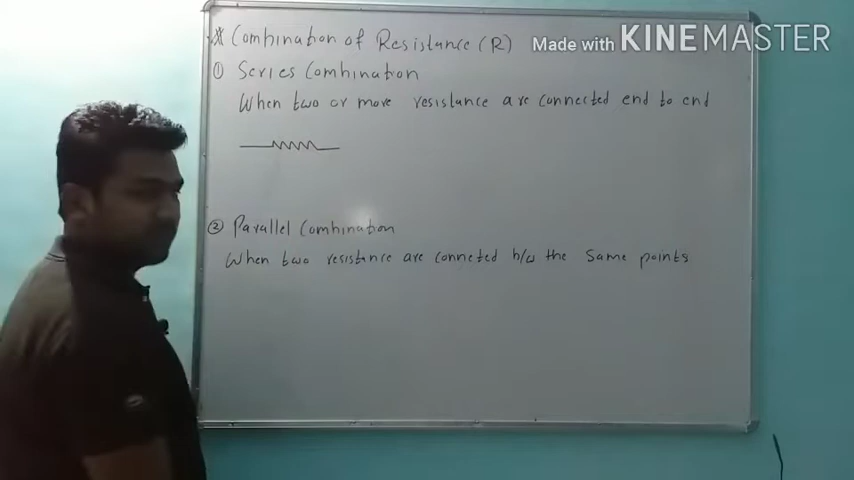 * Combination of Resistance (R)
Made with KINEMASTER
① Series Combination
When two or more resistance are connected end to end
② Parallel Combination
When two resistance are conneted b/w the same points